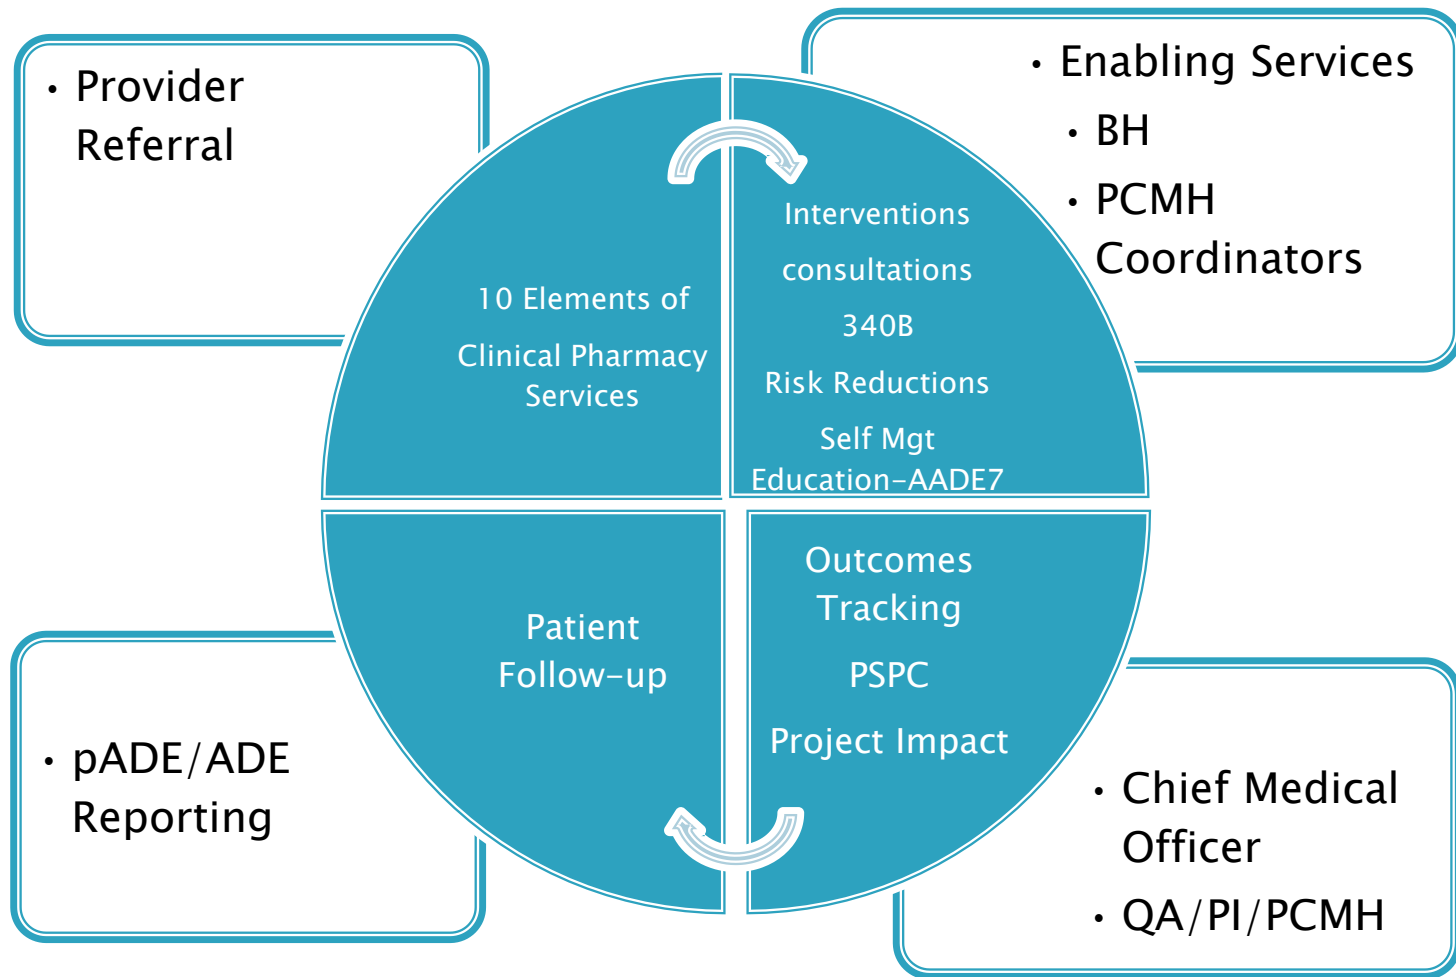 • Provider
Referral
• Enabling Services
• BH
• PCMH
Coordinators
10 Elements of
Clinical Pharmacy
Services
Interventions
consultations
340B
Risk Reductions
Self Mgt
Education-AADE7
Patient
Follow-up
Outcomes
Tracking
PSPC
Project Impact
• pADE/ADE
Reporting
• Chief Medical
Officer
• QA/PI/PCMH